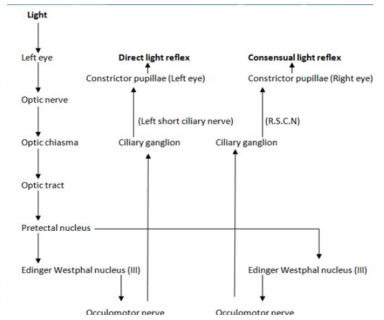 Light
Left eye
Direct light reflex
Consensual light reflex
Constrictor pupillae (Left eye)
Constrictor pupillae (Right eye)
Optic nerve
(Left short ciliary nerve)
(R.S.C.N)
Optic chiasma
Ciliary ganglion
Ciliary ganglion
Optic tract
Pretectal nucleus
Edinger Westphal nucleus (III)
Edinger Westphal nucleus (III)
Occulomotor nerve
Occulomotor nerve